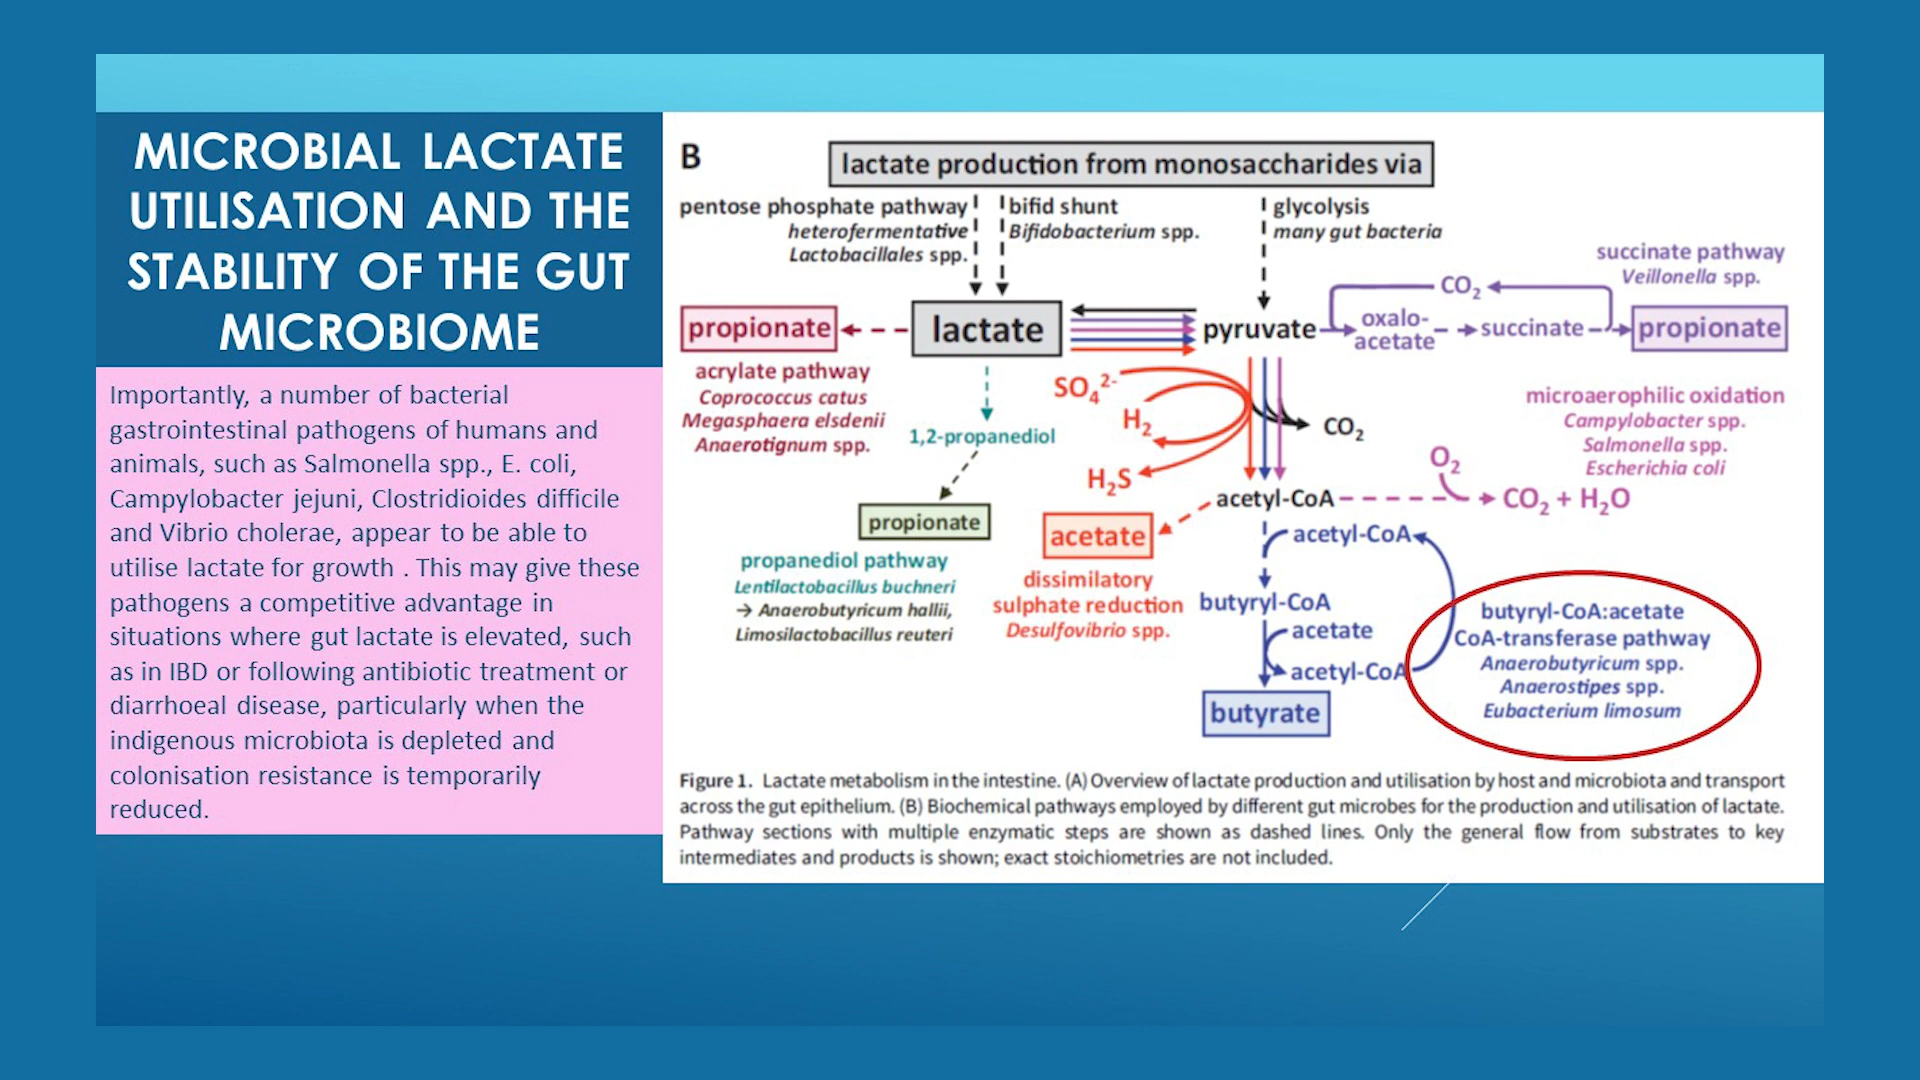 MICROBIAL LACTATE
UTILISATION AND THE
STABILITY OF THE GUT
MICROBIOME
Importantly, a number of bacterial
gastrointestinal pathogens of humans and
animals, such as Salmonella spp., E. coli,
Campylobacter jejuni, Clostridioides difficile
and Vibrio cholerae, appear to be able to
utilise lactate for growth . This may give these
pathogens a competitive advantage in
situations where gut lactate is elevated, such
as in IBD or following antibiotic treatment or
diarrhoeal disease, particularly when the
indigenous microbiota is depleted and
colonisation resistance is temporarily
reduced.
B
lactate production from monosaccharides via
pentose phosphate pathway
heterofermentative
Lactobacillales spp.
bifid shunt
Bifidobacterium spp.
glycolysis
many gut bacteria
succinate pathway
Veillonella spp.
CO2
propionate
lactate
pyruvate
oxalo-
acetate
succinate
propionate
acrylate pathway
Coprococcus catus
Megasphaera elsdenii
Anaerotignum spp.
1,2-propanediol
propionate
propanediol pathway
Lentilactobacillus buchneri
→ Anaerobutyricum hallii,
Limosilactobacillus reuteri
SO4 2-
H2
H2S
CO2
microaerophilic oxidation
Campylobacter spp.
Salmonella spp.
Escherichia coli
O2
acetyl-CoA
CO2 + H2O
acetate
dissimilatory
sulphate reduction
Desulfovibrio spp.
acetyl-CoA
butyryl-CoA
acetate
acetyl-CoA
butyrate
butyryl-CoA:acetate
CoA-transferase pathway
Anaerobutyricum spp.
Anaerostipes spp.
Eubacterium limosum
Figure 1. Lactate metabolism in the intestine. (A) Overview of lactate production and utilisation by host and microbiota and transport
across the gut epithelium. (B) Biochemical pathways employed by different gut microbes for the production and utilisation of lactate.
Pathway sections with multiple enzymatic steps are shown as dashed lines. Only the general flow from substrates to key
intermediates and products is shown; exact stoichiometries are not included.